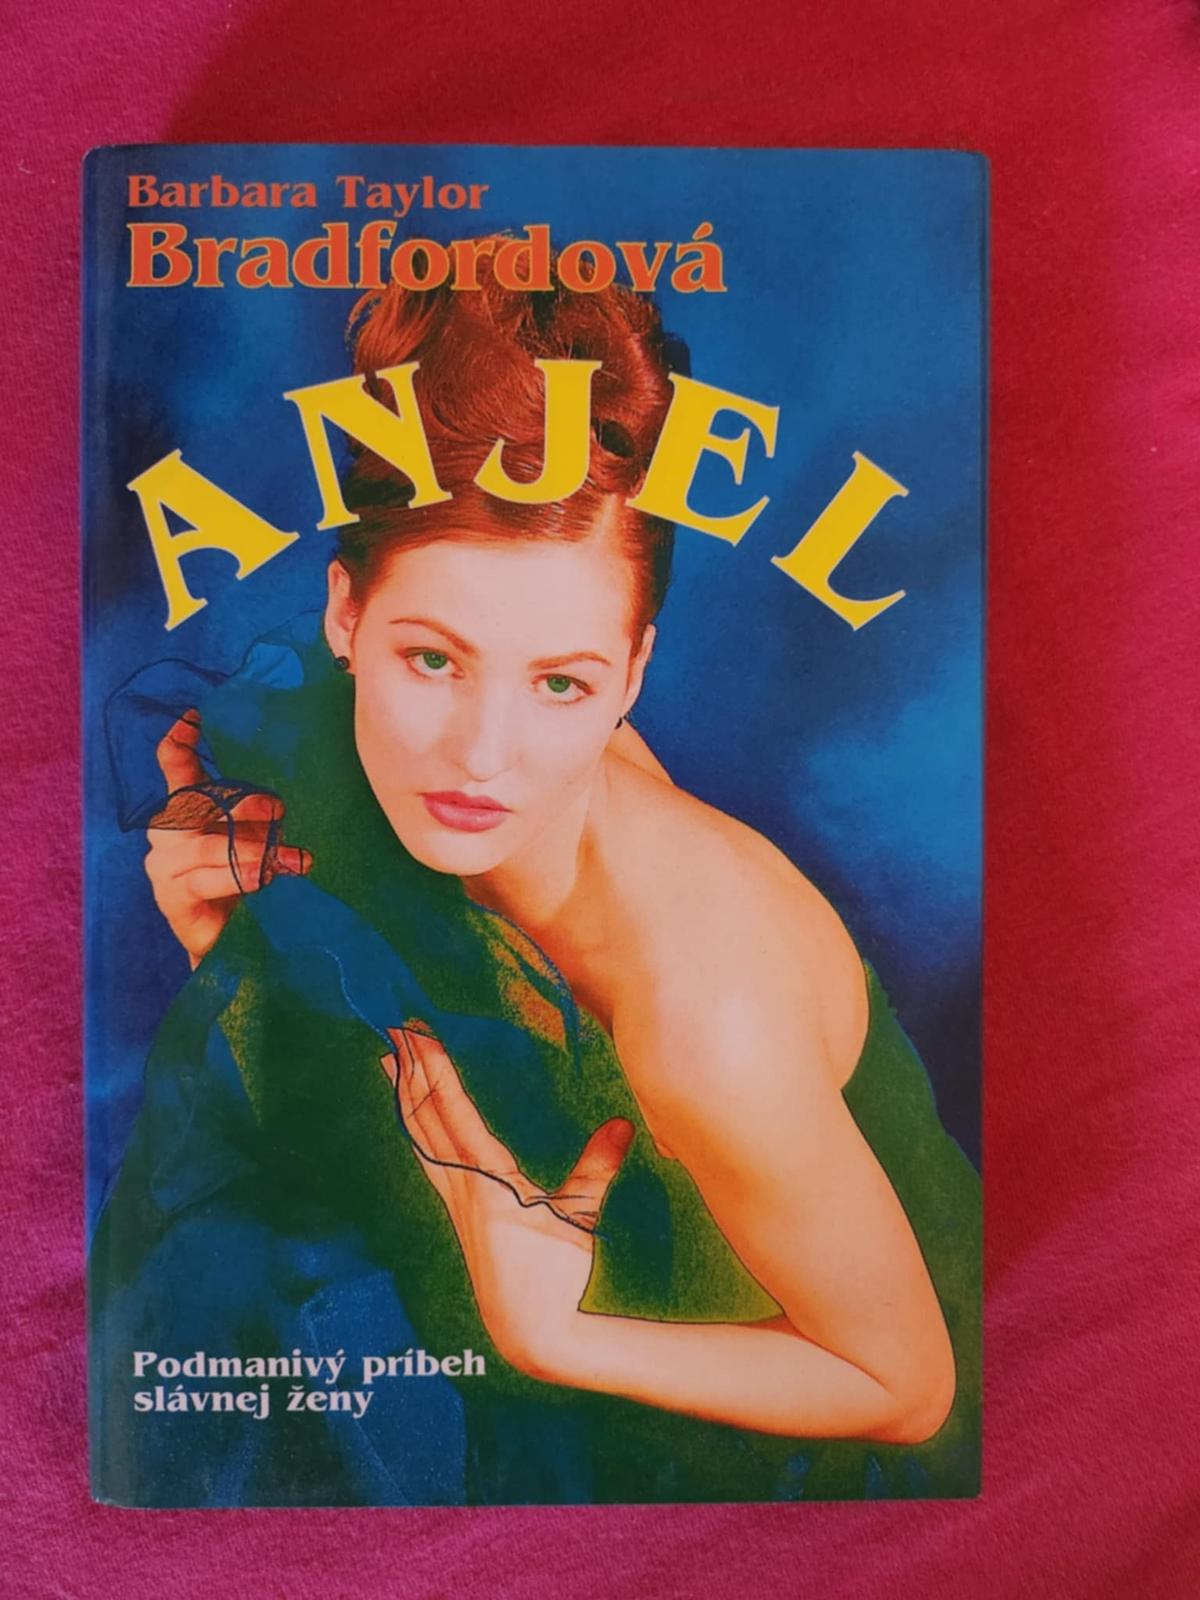 Barbara Taylor
Bradfordová
ANJEL
Podmanivý príbeh
slávnej ženy